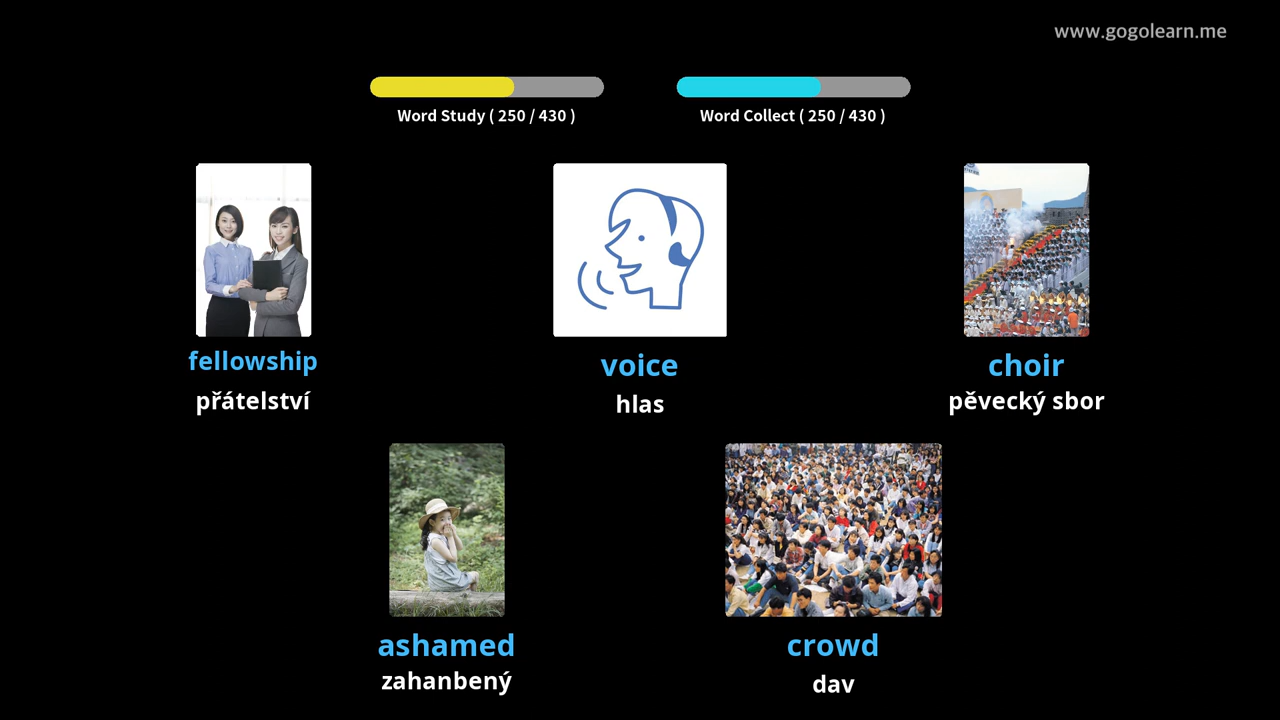 www.gogolearn.me
Word Study ( 250 / 430 )
Word Collect ( 250 / 430 )
fellowship
přátelství
voice
hlas
choir
pěvecký sbor
ashamed
zahanbený
crowd
dav